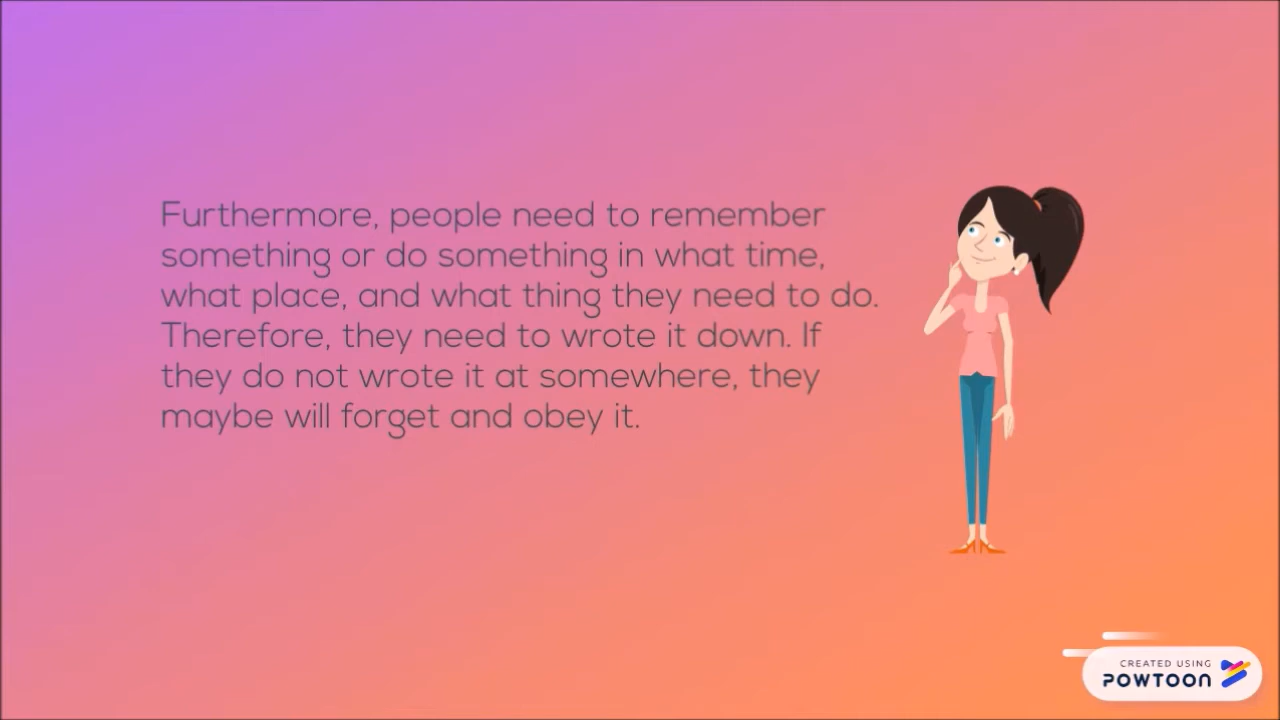 Furthermore, people need to remember
something or do something in what time,
what place, and what thing they need to do.
Therefore, they need to wrote it down. If
they do not wrote it at somewhere, they
maybe will forget and obey it.
CREATED USING
POWTOON